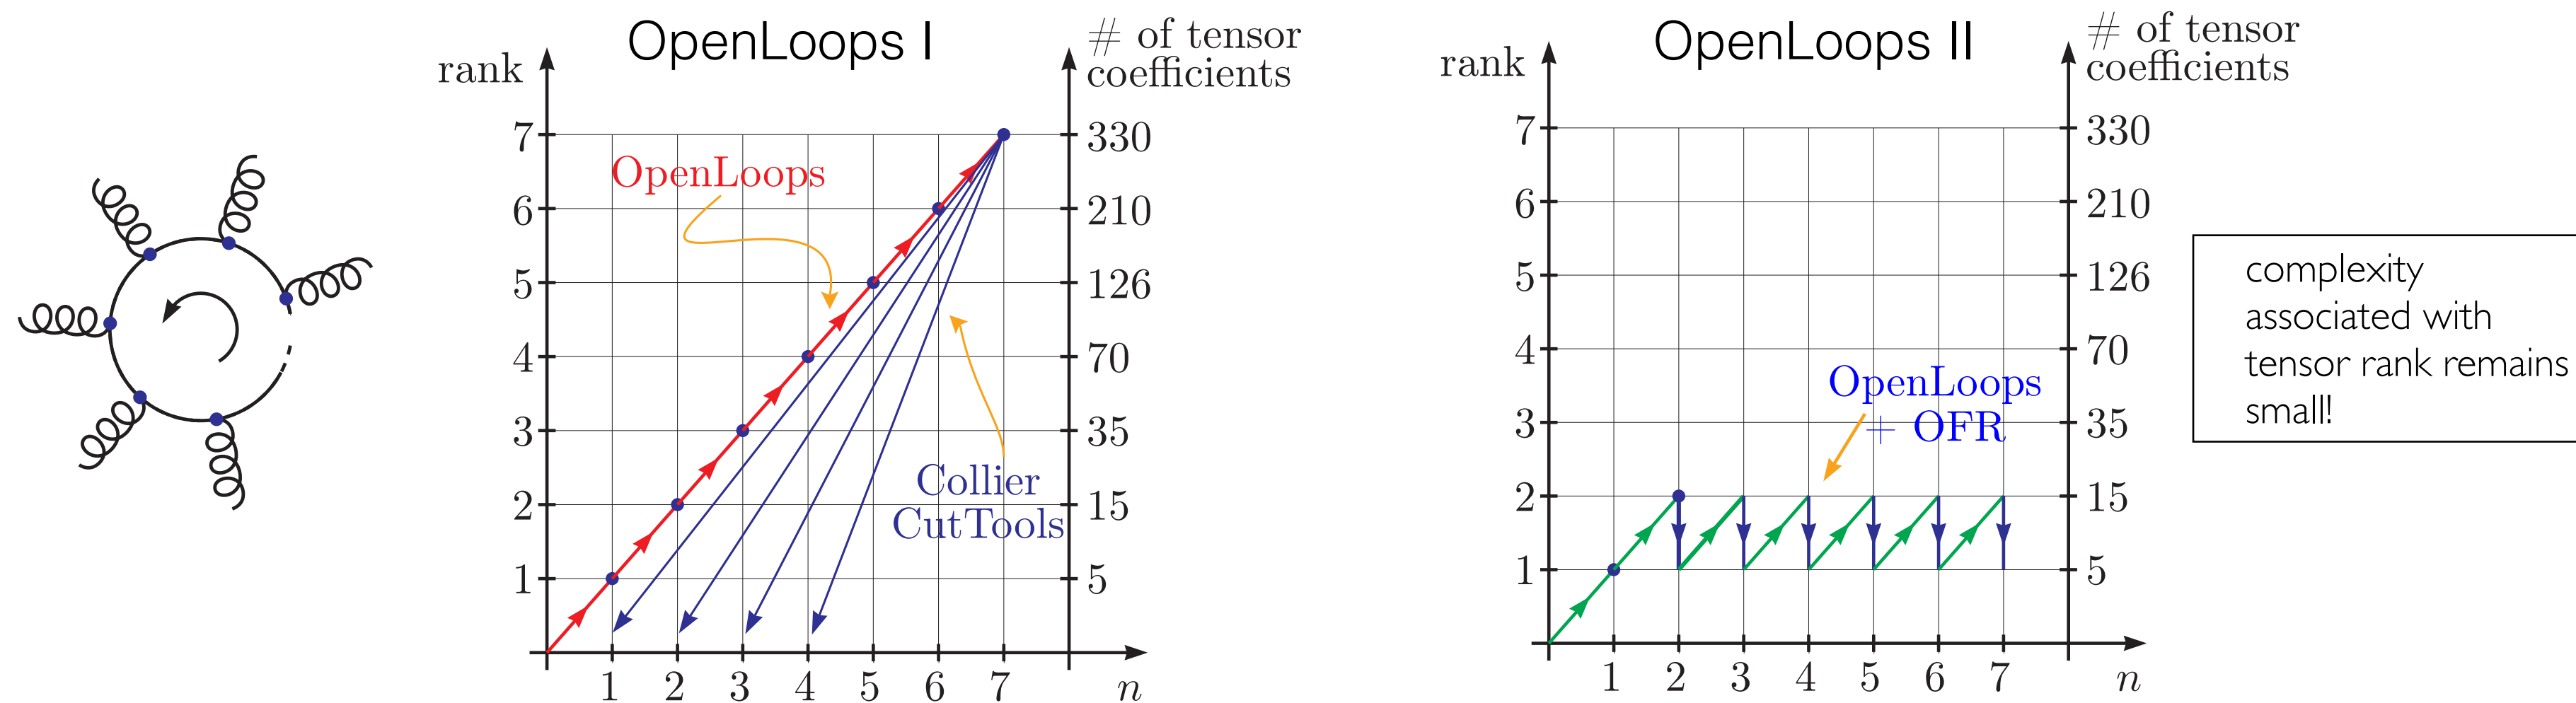 OpenLoops I
rank
# of tensor
coefficients
7
330
OpenLoops
6
210
5
126
4
70
3
35
Collier
2
15
CutTools
1
5
1 2 3 4 5 6 7 n
OpenLoops II
rank
# of tensor
coefficients
7
330
6
210
5
126
4
70
OpenLoops
+ OFR
3
35
2
15
1
5
1 2 3 4 5 6 7 n
complexity
associated with
tensor rank remains
small!